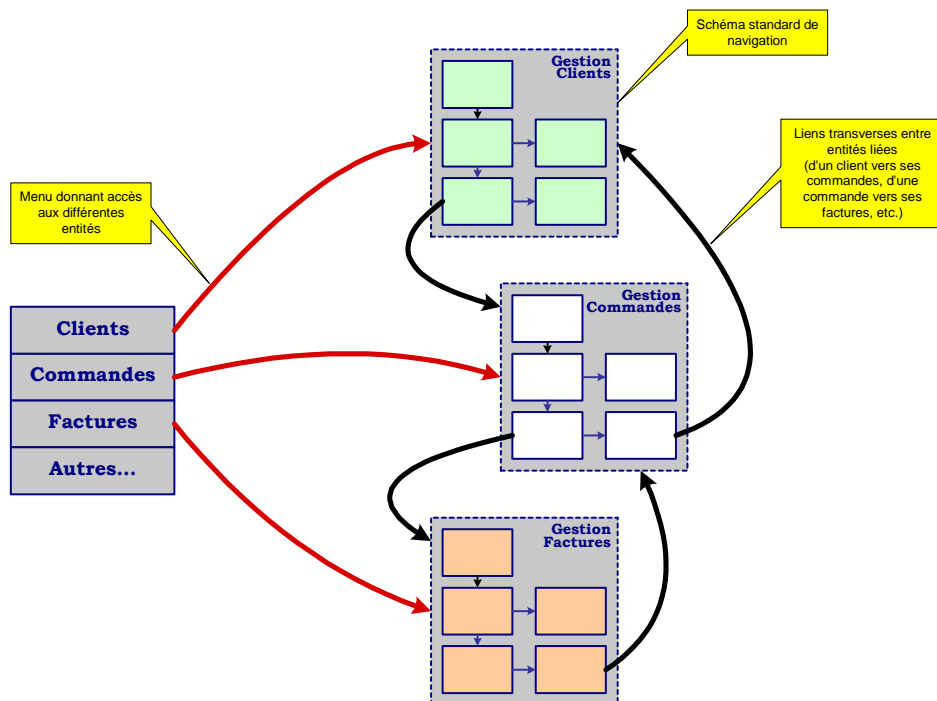 Schéma standard de
navigation
Gestion
Clients
Liens transverses entre
entités liées
(d'un client vers ses
commandes, d'une
commande vers ses
factures, etc.)
Menu donnant accès
aux différentes
entités
Gestion
Commandes
Clients
Commandes
Factures
Autres...
Gestion
Factures